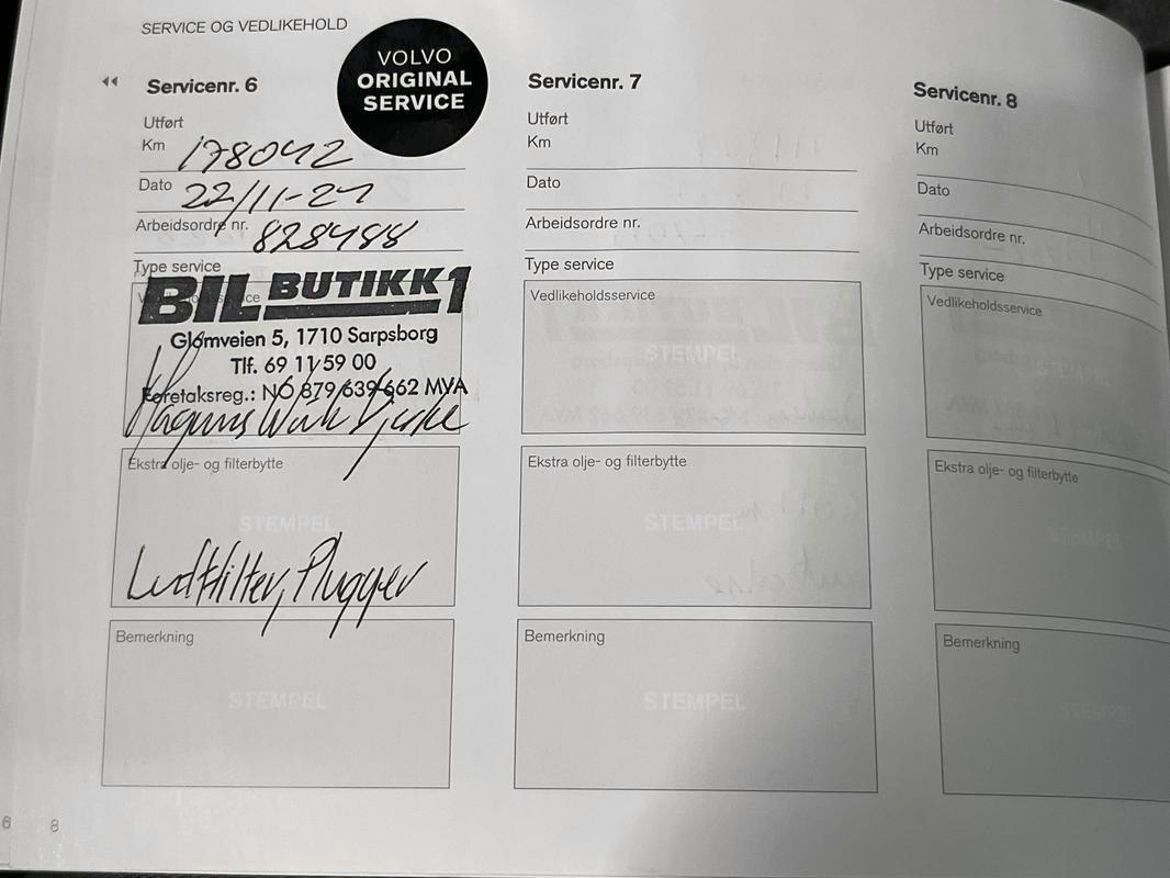 SERVICE OG VEDLIKEHOLD
Servicenr. 6
VOLVO
ORIGINAL
SERVICE
Utført
Km 178042
Dato 22/11-21
Arbeidsordre nr. 828488
Type service
BIL BUTIKK1
Glomveien 5, 1710 Sarpsborg
Tlf. 69 11 59 00
Foretaksreg.: NO 879 639 662 MVA
Ekstra olje- og filterbytte
STEMPEL
Luftfilter, Plugger
Bemerkning
STEMPEL
Servicenr. 7
Utført
Km
Dato
Arbeidsordre nr.
Type service
Vedlikeholdsservice
STEMPEL
Ekstra olje- og filterbytte
STEMPEL
Bemerkning
STEMPEL
Servicenr. 8
Utført
Km
Dato
Arbeidsordre nr.
Type service
Vedlikeholdsservice
STEMPEL
Ekstra olje- og filterbytte
STEMPEL
Bemerkning
STEMPEL
6 8